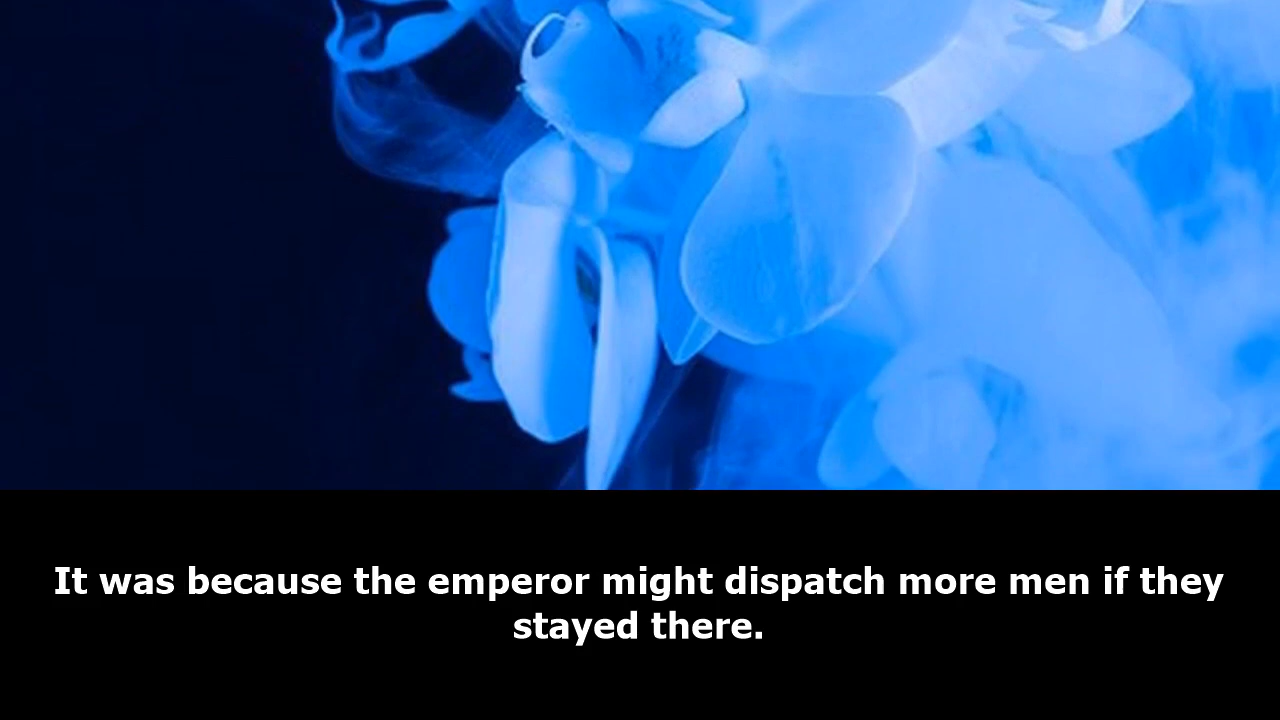 It was because the emperor might dispatch more men if they
stayed there.